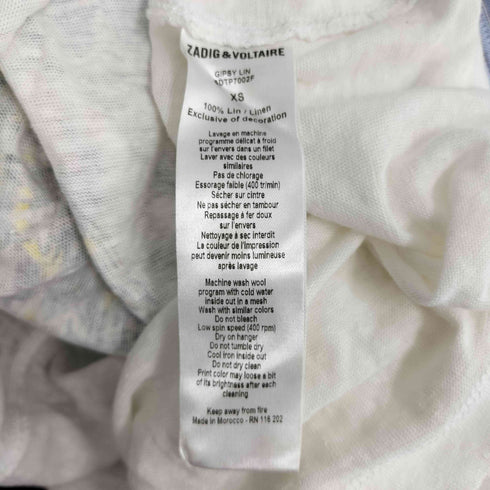 ZADIG & VOLTAIRE
GIPSY LIN
XS
100% Lin / Linen
Exclusive of decoration
Lavage en machine
programme délicat à froid
sur l'envers dans un filet
Laver avec des couleurs
similaires
Pas de chlorage
Essorage faible (400 tr/min)
Sécher sur cintre
Ne pas sécher en tambour
Repassage à fer doux
sur l'envers
Nettoyage à sec interdit
La couleur de l'impression
peut devenir moins lumineuse
après lavage
Machine wash wool
program with cold water
inside out in a mesh
Wash with similar colors
Do not bleach
Low spin speed (400 rpm)
Dry on hanger
Do not tumble dry
Cool iron inside out
Do not dry clean
Print color may loose a bit
of its brightness after each
cleaning
Keep away from fire
Made in Morocco - RN 116 202